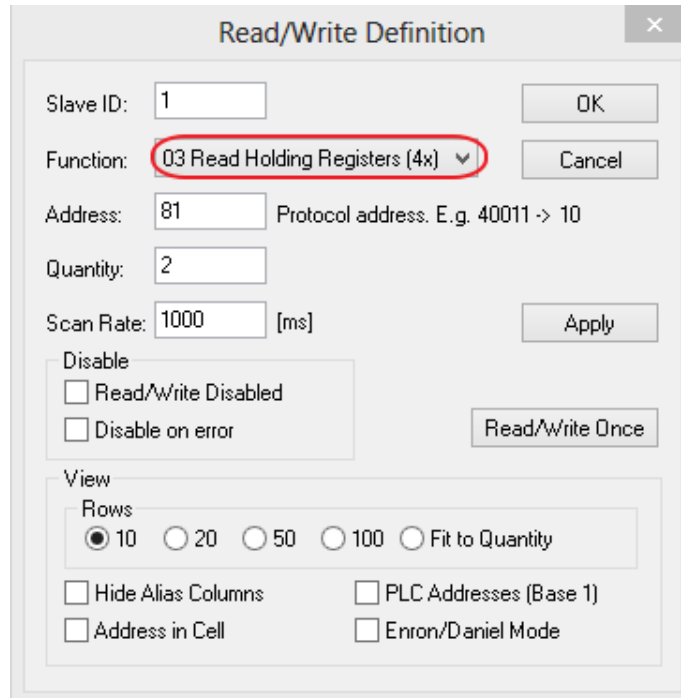 Read/Write Definition
Slave ID: 1 OK
Function: 03 Read Holding Registers (4x) Cancel
Address: 81 Protocol address. E.g. 40011 -> 10
Quantity: 2
Scan Rate: 1000 [ms] Apply
Disable
Read/Write Disabled
Disable on error Read/Write Once
View
Rows
10 20 50 100 Fit to Quantity
Hide Alias Columns PLC Addresses (Base 1)
Address in Cell Enron/Daniel Mode